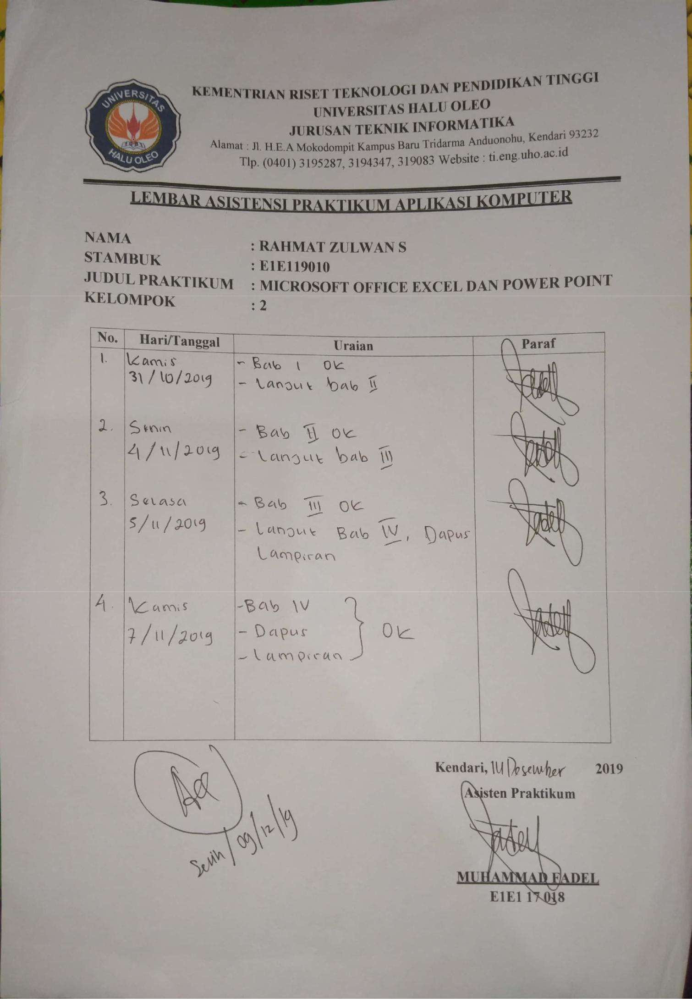 UNIVERSITAS
HALU OLEO
KEMENTRIAN RISET TEKNOLOGI DAN PENDIDIKAN TINGGI
UNIVERSITAS HALU OLEO
JURUSAN TEKNIK INFORMATIKA
Alamat : Jl. H.E.A Mokodompit Kampus Baru Tridarma Anduonohu, Kendari 93232
Tlp. (0401) 3195287, 3194347, 319083 Website : ti.eng.uho.ac.id
LEMBAR ASISTENSI PRAKTIKUM APLIKASI KOMPUTER
NAMA : RAHMAT ZULWAN S
STAMBUK : E1E119010
JUDUL PRAKTIKUM : MICROSOFT OFFICE EXCEL DAN POWER POINT
KELOMPOK : 2
No. Hari/Tanggal Uraian Paraf
1. Kamis - Bab I OK
31/10/2019 - Lanjut bab II
2. Senin - Bab II OK
4/11/2019 - Lanjut bab III
3. Selasa - Bab III OK
5/11/2019 - Lanjut Bab IV, Dapus
Lampiran
4. Kamis - Bab IV
7/11/2019 - Dapus } OK
- Lampiran
Kendari, 14 Desember 2019
Asisten Praktikum
Acc
Senin/09/12/19
Fadel
MUHAMMAD FADEL
E1E1 17 018